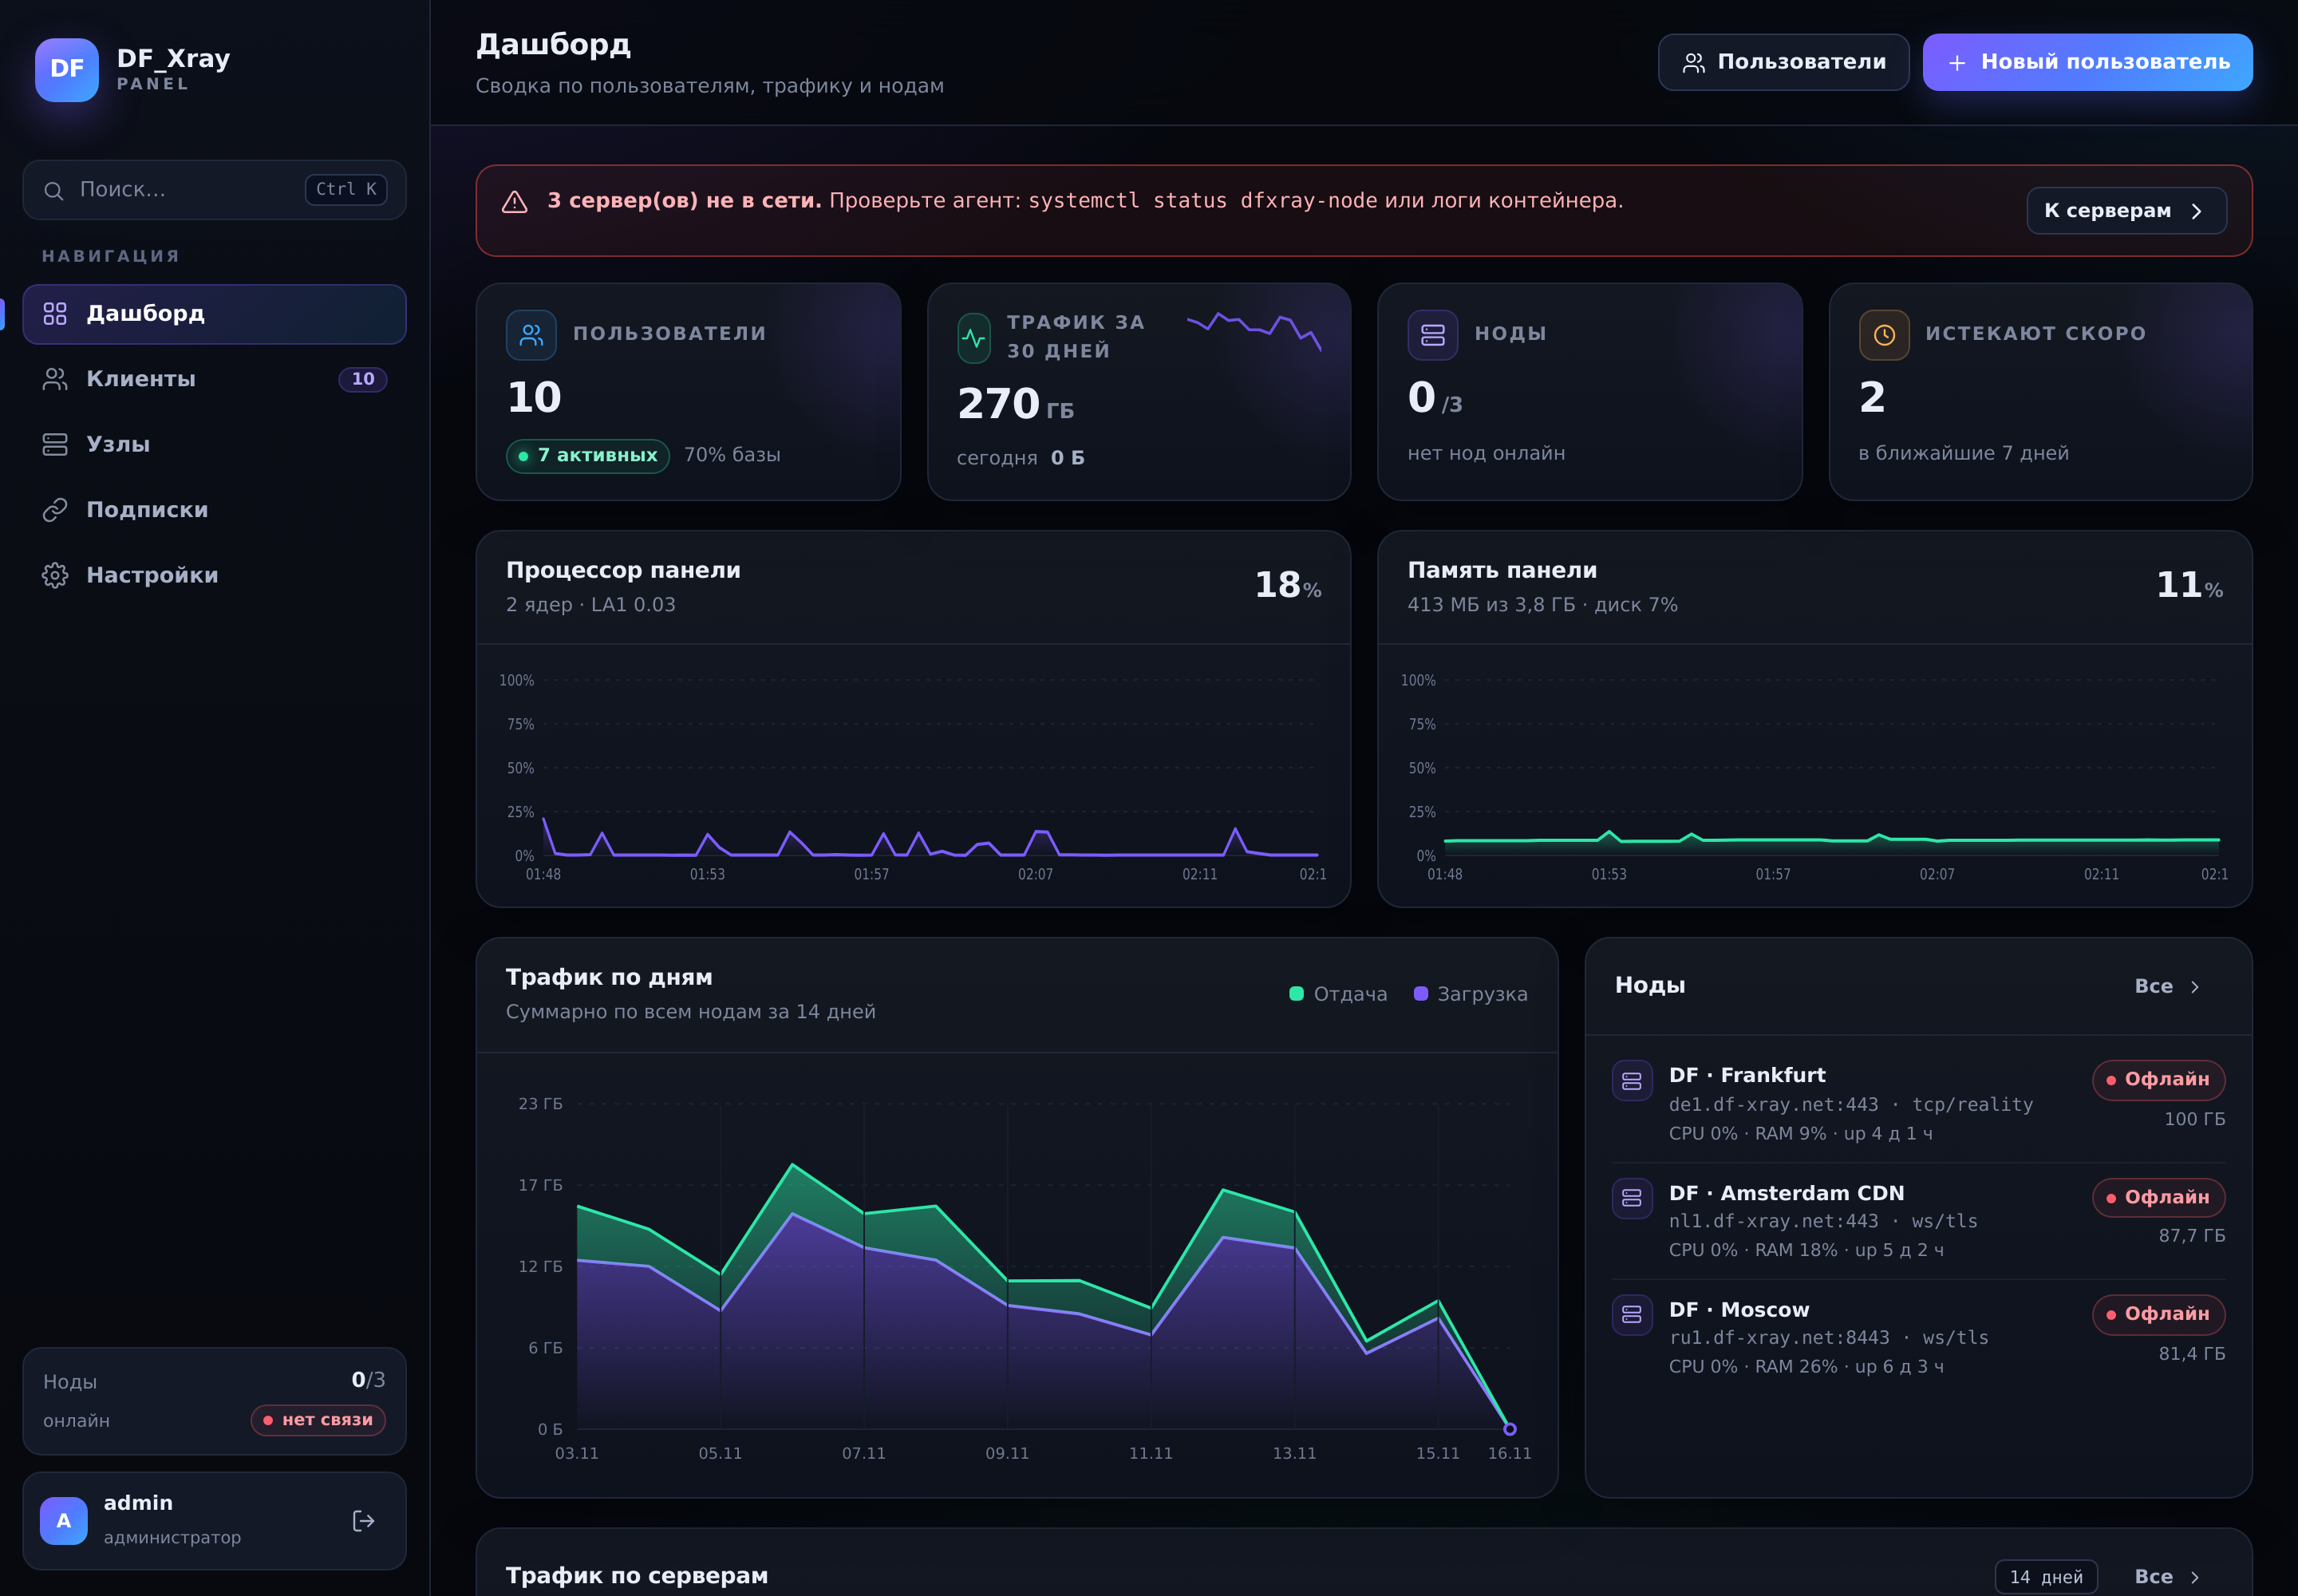 DF
DF_Xray
PANEL
Поиск...
Ctrl K
НАВИГАЦИЯ
Дашборд
Клиенты
10
Узлы
Подписки
Настройки
Ноды
0/3
онлайн
нет связи
A
admin
администратор
Дашборд
Сводка по пользователям, трафику и нодам
Пользователи
Новый пользователь
3 сервер(ов) не в сети. Проверьте агент: systemctl status dfxray-node или логи контейнера.
К серверам
ПОЛЬЗОВАТЕЛИ
10
7 активных
70% базы
ТРАФИК ЗА
30 ДНЕЙ
270 ГБ
сегодня 0 Б
НОДЫ
0 /3
нет нод онлайн
ИСТЕКАЮТ СКОРО
2
в ближайшие 7 дней
Процессор панели
2 ядер · LA1 0.03
18%
100%
75%
50%
25%
0%
01:48
01:53
01:57
02:07
02:11
02:1
Память панели
413 МБ из 3,8 ГБ · диск 7%
11%
100%
75%
50%
25%
0%
01:48
01:53
01:57
02:07
02:11
02:1
Трафик по дням
Суммарно по всем нодам за 14 дней
Отдача
Загрузка
23 ГБ
17 ГБ
12 ГБ
6 ГБ
0 Б
03.11
05.11
07.11
09.11
11.11
13.11
15.11
16.11
Ноды
Все
DF · Frankfurt
de1.df-xray.net:443 · tcp/reality
CPU 0% · RAM 9% · up 4 д 1 ч
Офлайн
100 ГБ
DF · Amsterdam CDN
nl1.df-xray.net:443 · ws/tls
CPU 0% · RAM 18% · up 5 д 2 ч
Офлайн
87,7 ГБ
DF · Moscow
ru1.df-xray.net:8443 · ws/tls
CPU 0% · RAM 26% · up 6 д 3 ч
Офлайн
81,4 ГБ
Трафик по серверам
14 дней
Все